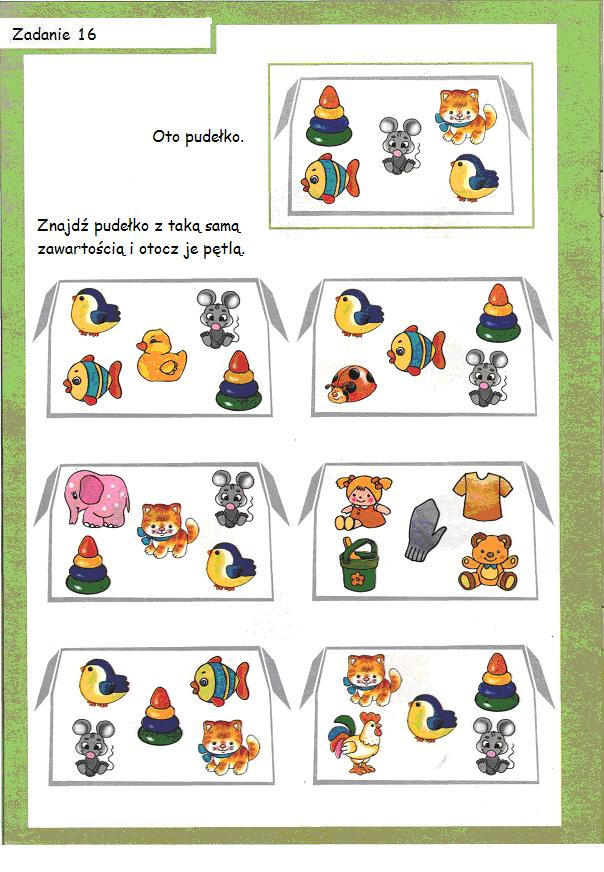 Zadanie 16
Oto pudełko.
Znajdź pudełko z taką samą
zawartością i otocz je pętlą.